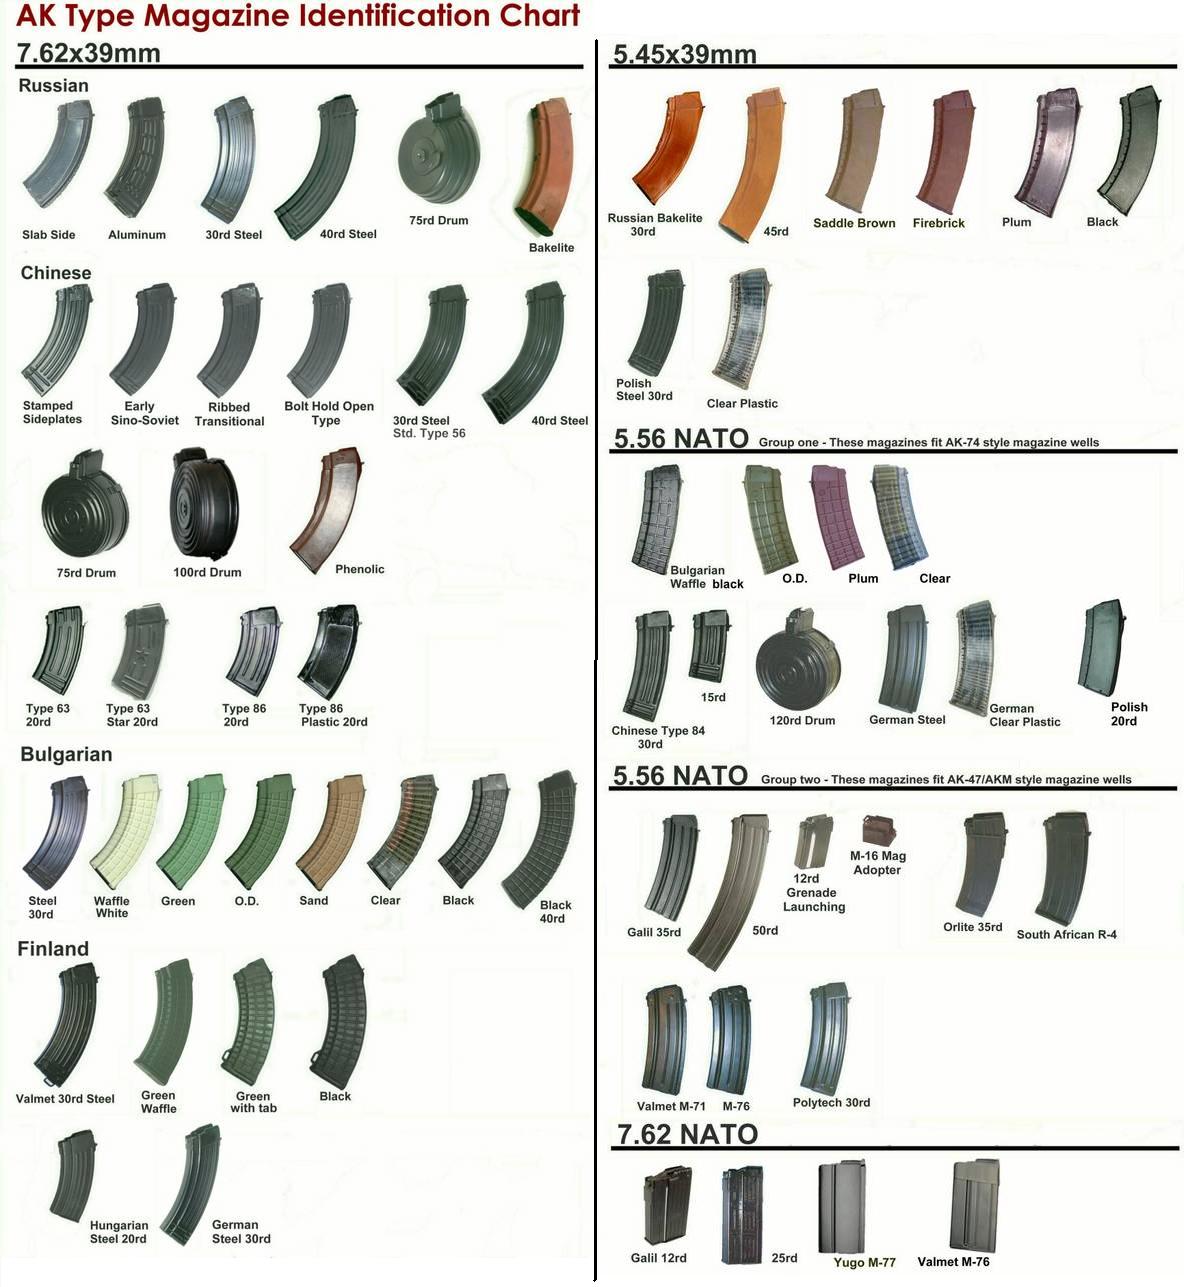 AK Type Magazine Identification Chart
7.62x39mm
Russian
Slab Side
Aluminum
30rd Steel
40rd Steel
75rd Drum
Bakelite
Chinese
Stamped
Sideplates
Early
Sino-Soviet
Ribbed
Transitional
Bolt Hold Open
Type
30rd Steel
Std. Type 56
40rd Steel
75rd Drum
100rd Drum
Phenolic
Type 63
20rd
Type 63
Star 20rd
Type 86
20rd
Type 86
Plastic 20rd
Bulgarian
Steel
30rd
Waffle
White
Green
O.D.
Sand
Clear
Black
Black
40rd
Finland
Valmet 30rd Steel
Green
Waffle
Green
with tab
Black
Hungarian
Steel 20rd
German
Steel 30rd
5.45x39mm
Russian Bakelite
30rd
45rd
Saddle Brown
Firebrick
Plum
Black
Polish
Steel 30rd
Clear Plastic
5.56 NATO Group one - These magazines fit AK-74 style magazine wells
Bulgarian
Waffle black
O.D.
Plum
Clear
Chinese Type 84
30rd
15rd
120rd Drum
German Steel
German
Clear Plastic
Polish
20rd
5.56 NATO Group two - These magazines fit AK-47/AKM style magazine wells
Galil 35rd
50rd
12rd
Grenade
Launching
M-16 Mag
Adopter
Orlite 35rd
South African R-4
Valmet M-71
M-76
Polytech 30rd
7.62 NATO
Galil 12rd
25rd
Yugo M-77
Valmet M-76